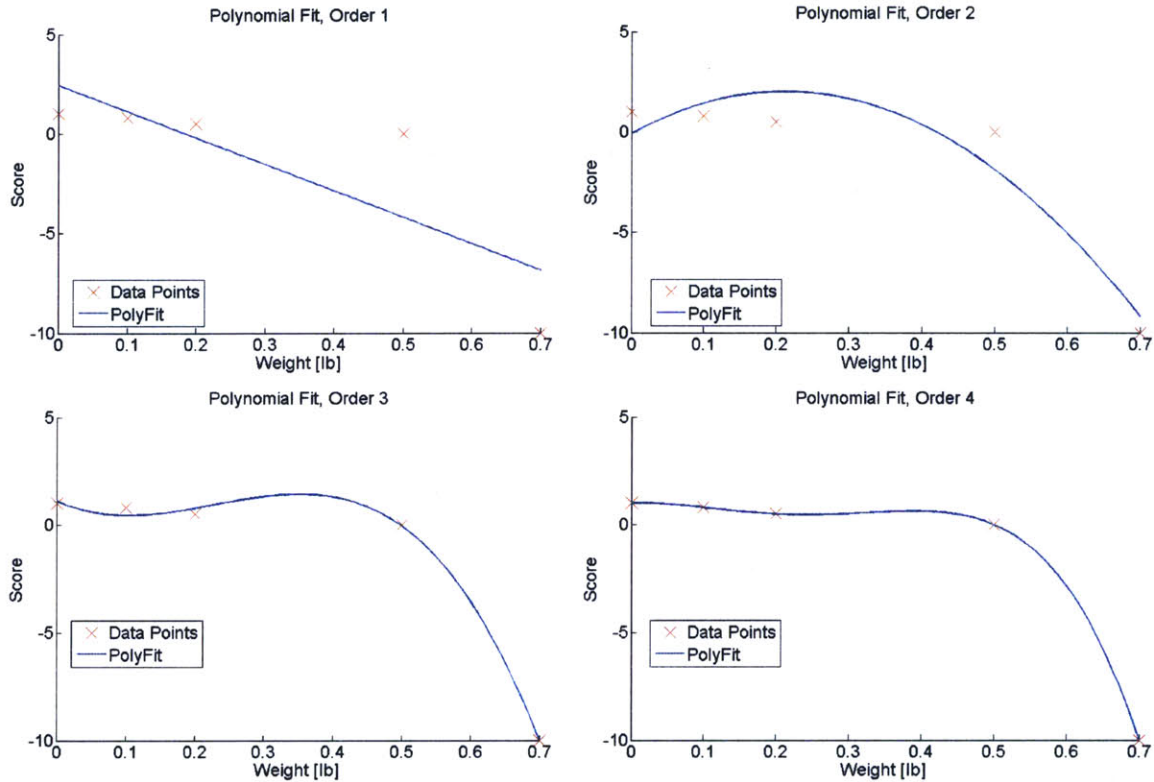 Polynomial Fit, Order 1
5
0
-5
-10
Score
Data Points
PolyFit
0 0.1 0.2 0.3 0.4 0.5 0.6 0.7
Weight [lb]
Polynomial Fit, Order 2
5
0
-5
-10
Score
Data Points
PolyFit
0 0.1 0.2 0.3 0.4 0.5 0.6 0.7
Weight [lb]
Polynomial Fit, Order 3
5
0
-5
-10
Score
Data Points
PolyFit
0 0.1 0.2 0.3 0.4 0.5 0.6 0.7
Weight [lb]
Polynomial Fit, Order 4
5
0
-5
-10
Score
Data Points
PolyFit
0 0.1 0.2 0.3 0.4 0.5 0.6 0.7
Weight [lb]